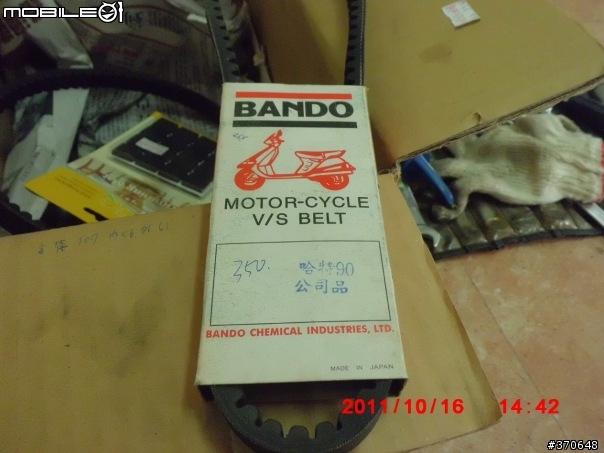 MOBILE01
BANDO
MOTOR-CYCLE
V/S BELT
350.
哈特90
公司品
BANDO CHEMICAL INDUSTRIES, LTD.
MADE IN JAPAN
2011/10/16 14:42
#370648